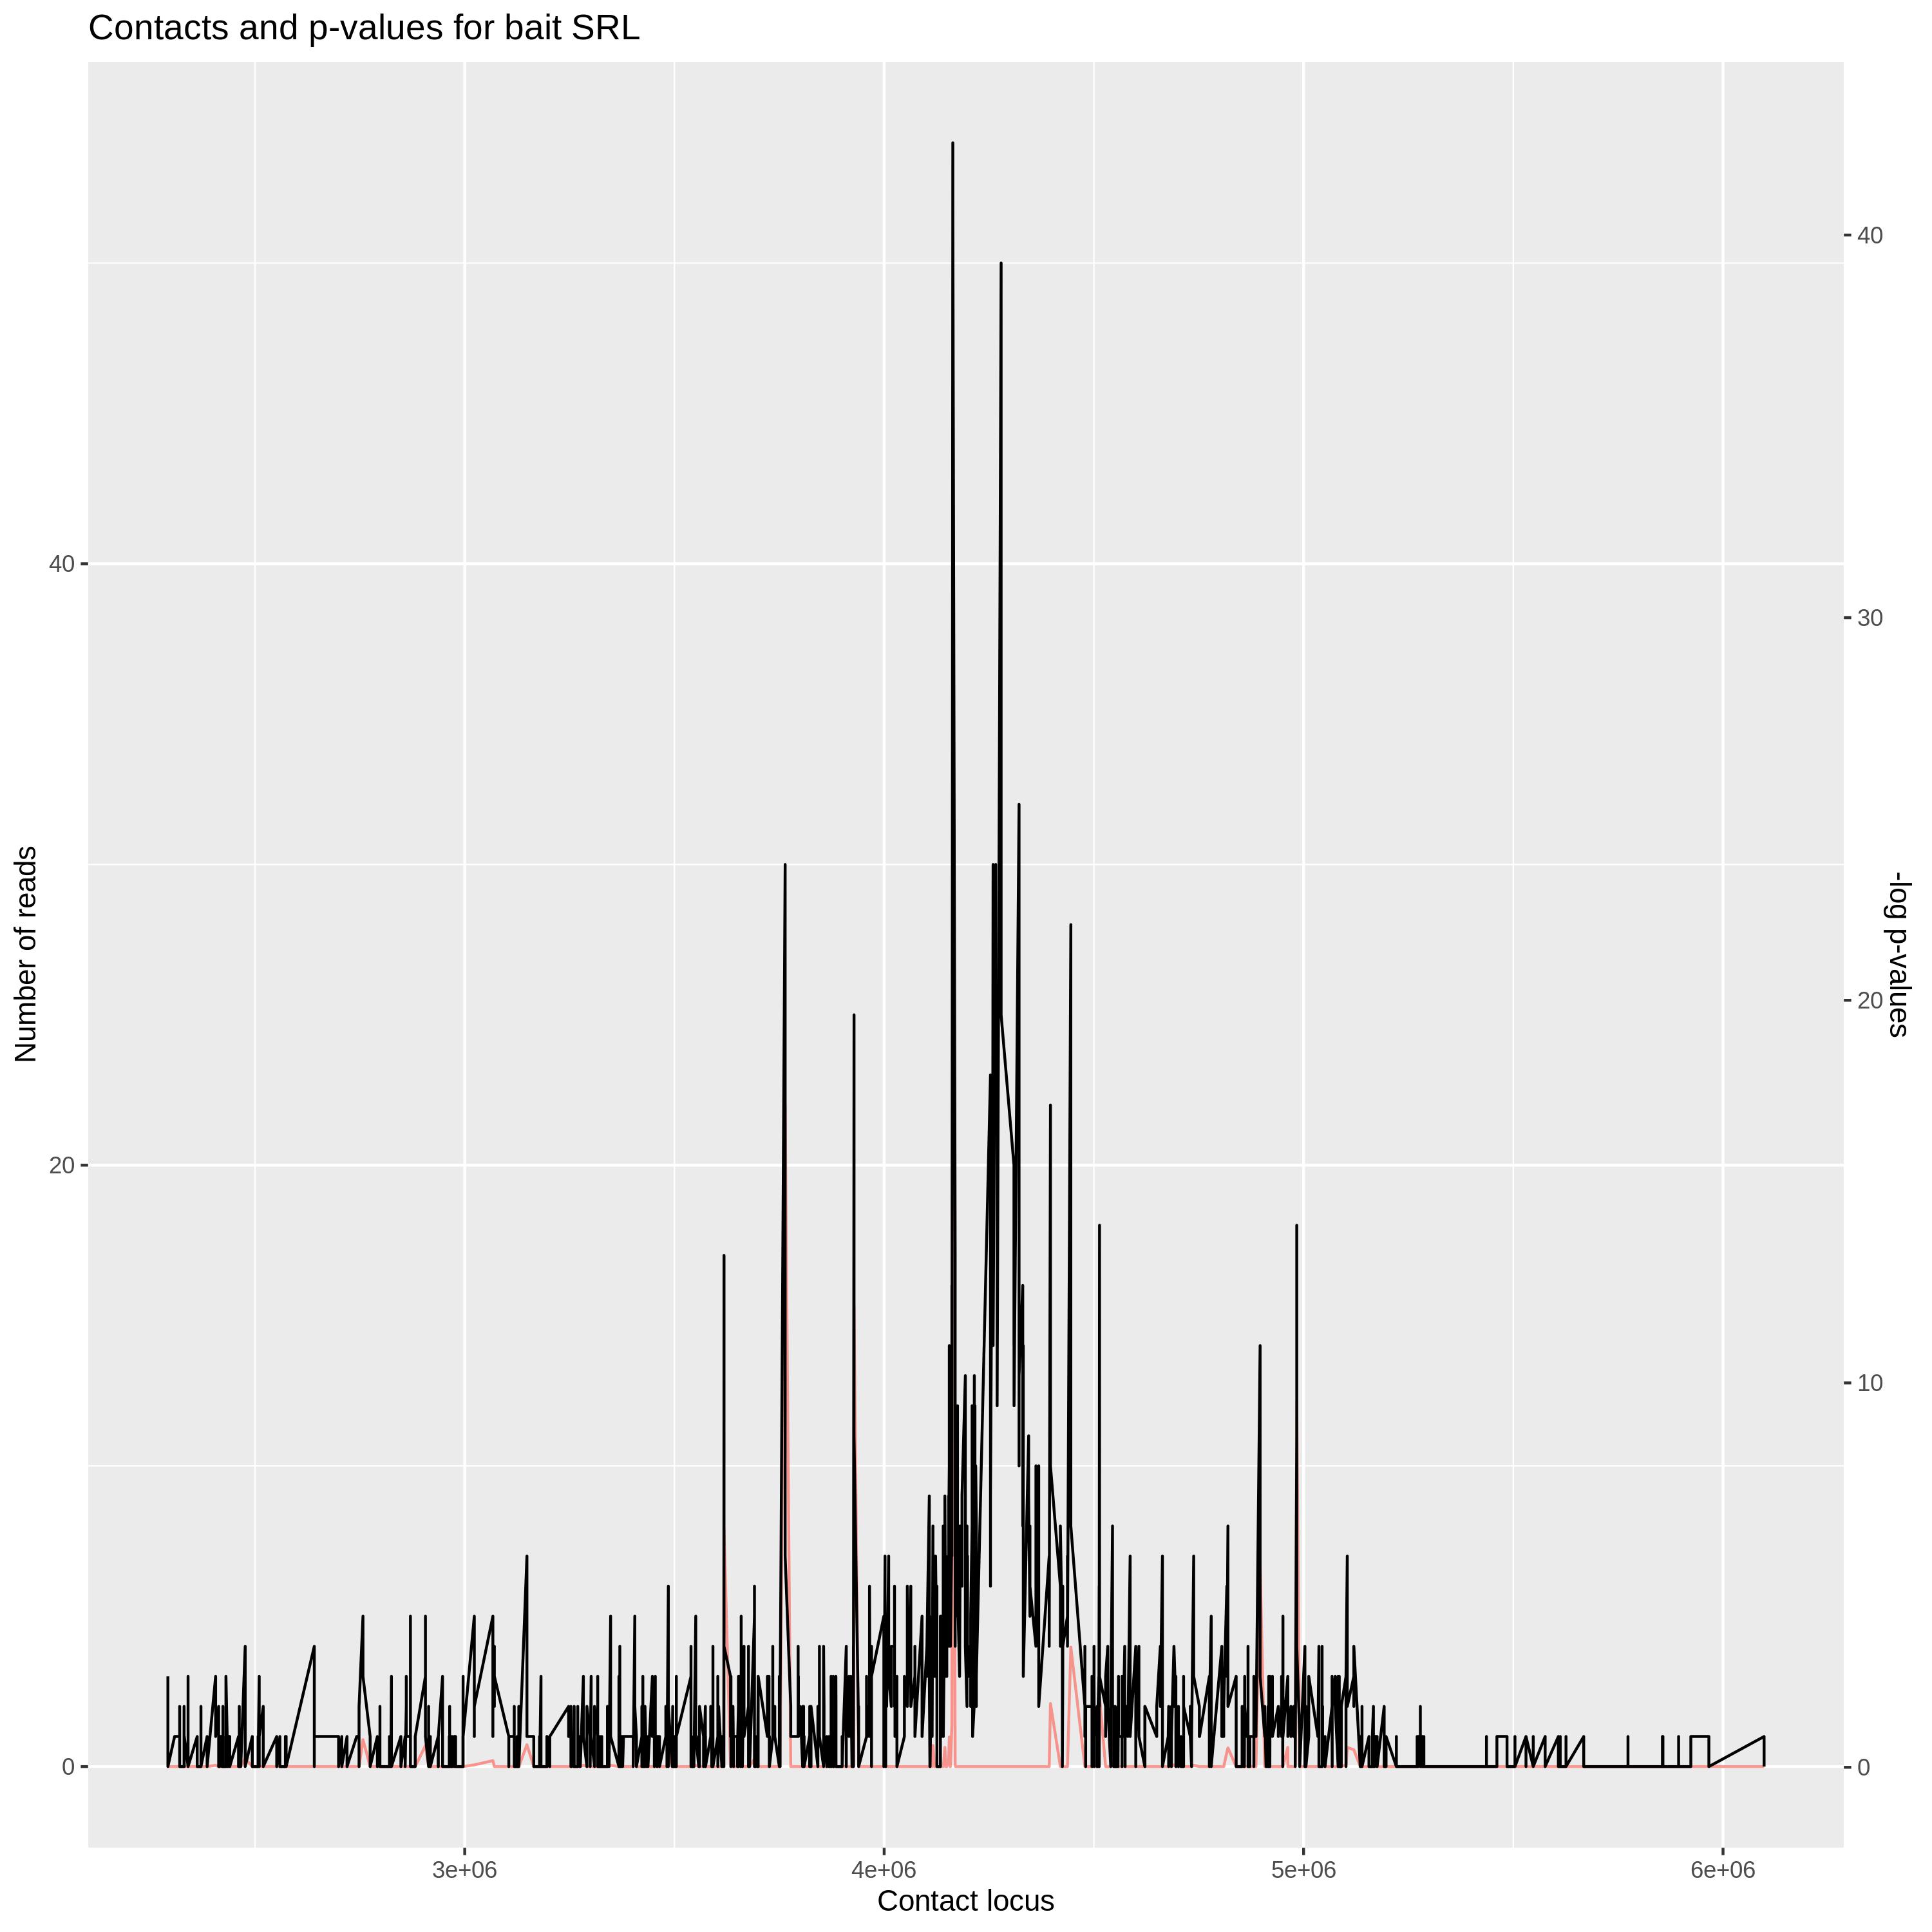 Contacts and p-values for bait SRL
Number of reads
40
20
0
40
30
20
10
0
-log p-values
3e+06
4e+06
5e+06
6e+06
Contact locus